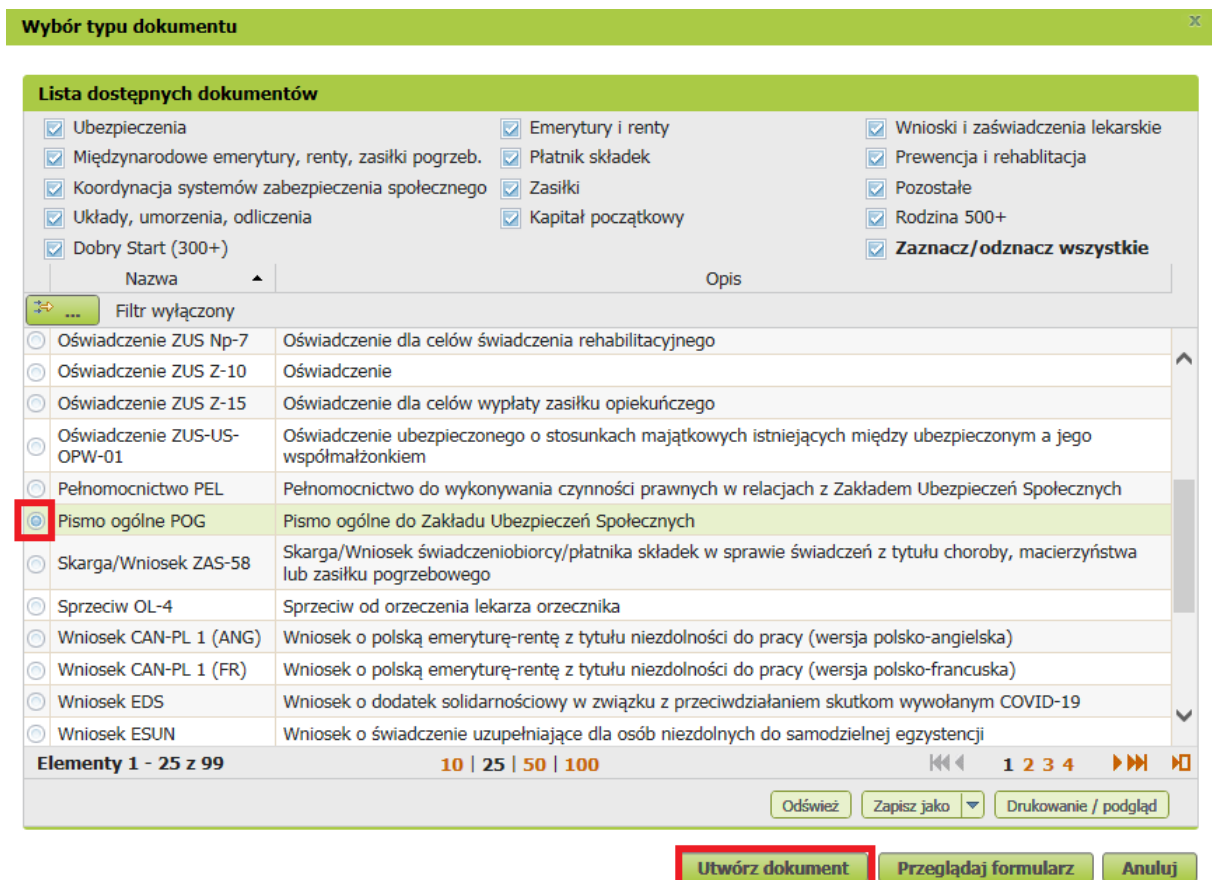 Wybór typu dokumentu
x
Lista dostępnych dokumentów
Ubezpieczenia Emerytury i renty Wnioski i zaświadczenia lekarskie
Międzynarodowe emerytury, renty, zasiłki pogrzeb. Płatnik składek Prewencja i rehablitacja
Koordynacja systemów zabezpieczenia społecznego Zasiłki Pozostałe
Układy, umorzenia, odliczenia Kapitał początkowy Rodzina 500+
Dobry Start (300+) Zaznacz/odznacz wszystkie
Nazwa Opis
... Filtr wyłączony
Oświadczenie ZUS Np-7 Oświadczenie dla celów świadczenia rehabilitacyjnego
Oświadczenie ZUS Z-10 Oświadczenie
Oświadczenie ZUS Z-15 Oświadczenie dla celów wypłaty zasiłku opiekuńczego
Oświadczenie ZUS-US- Oświadczenie ubezpieczonego o stosunkach majątkowych istniejących między ubezpieczonym a jego
OPW-01 współmałżonkiem
Pełnomocnictwo PEL Pełnomocnictwo do wykonywania czynności prawnych w relacjach z Zakładem Ubezpieczeń Społecznych
Pismo ogólne POG Pismo ogólne do Zakładu Ubezpieczeń Społecznych
Skarga/Wniosek ZAS-58 Skarga/Wniosek świadczeniobiorcy/płatnika składek w sprawie świadczeń z tytułu choroby, macierzyństwa
lub zasiłku pogrzebowego
Sprzeciw OL-4 Sprzeciw od orzeczenia lekarza orzecznika
Wniosek CAN-PL 1 (ANG) Wniosek o polską emeryturę-rentę z tytułu niezdolności do pracy (wersja polsko-angielska)
Wniosek CAN-PL 1 (FR) Wniosek o polską emeryturę-rentę z tytułu niezdolności do pracy (wersja polsko-francuska)
Wniosek EDS Wniosek o dodatek solidarnościowy w związku z przeciwdziałaniem skutkom wywołanym COVID-19
Wniosek ESUN Wniosek o świadczenie uzupełniające dla osób niezdolnych do samodzielnej egzystencji
Elementy 1 - 25 z 99 10 | 25 | 50 | 100 1 2 3 4
Odśwież Zapisz jako Drukowanie / podgląd
Utwórz dokument Przeglądaj formularz Anuluj